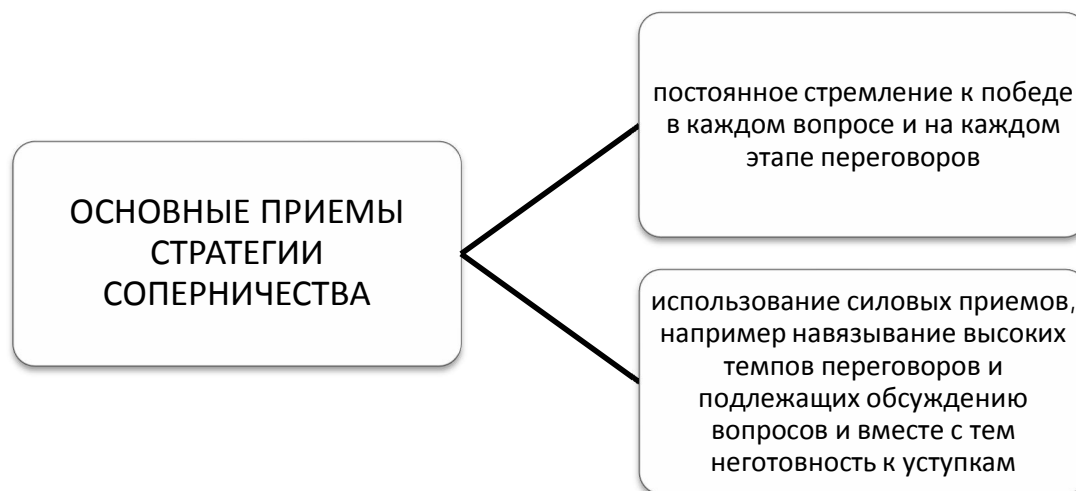 ОСНОВНЫЕ ПРИЕМЫ
СТРАТЕГИИ
СОПЕРНИЧЕСТВА
постоянное стремление к победе
в каждом вопросе и на каждом
этапе переговоров
использование силовых приемов,
например навязывание высоких
темпов переговоров и
подлежащих обсуждению
вопросов и вместе с тем
неготовность к уступкам